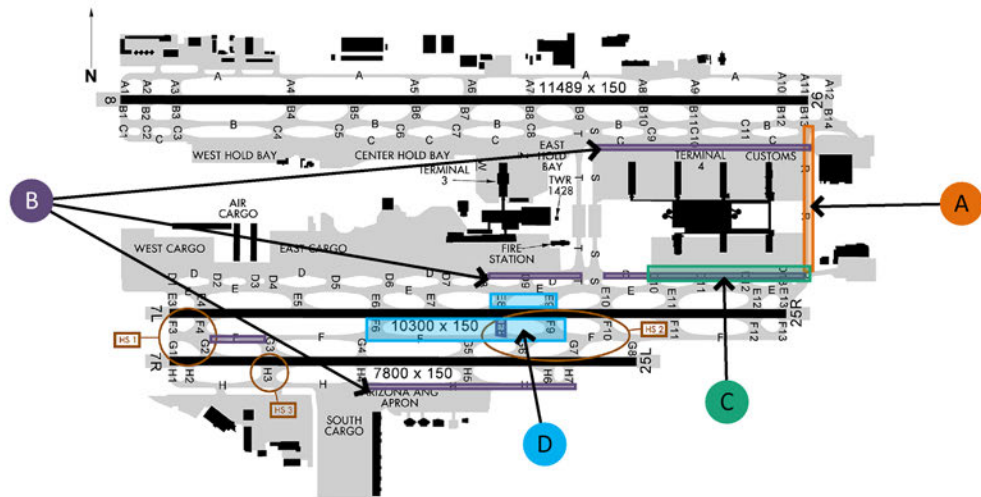 N
A
A
A
A
A1
A2
A3
A4
A5
A6
A7
A8
A9
A10
A11
A12
8
11489 × 150
26
B1
B2
B3
B4
B5
B6
B7
B8
B9
B10
B11
B12
B13
B14
C1
C2
C3
C4
C5
C6
C7
C8
C9
C10
C11
B
B
B
B
C
C
C
C
T
S
WEST HOLD BAY
CENTER HOLD BAY
EAST HOLD BAY
TERMINAL 3
TERMINAL 4
CUSTOMS
TWR
1428
T
S
T
S
R
R
B
A
AIR CARGO
WEST CARGO
EAST CARGO
FIRE STATION
D
D
D
D
D1
D2
D3
D4
D5
D6
D7
D9
D12
E
E
E
E
E3
E4
E5
E6
E7
E8
E10
E11
E12
E13
7L
10300 × 150
25R
F3
F4
F6
F9
F10
F11
F12
F13
F
F
F
HS 1
HS 2
HS 3
G1
G2
G3
G4
G5
G6
G7
G8
7R
7800 × 150
25L
H1
H2
H3
H4
H5
H6
H7
H
H
H
ARIZONA ANG APRON
SOUTH CARGO
C
D